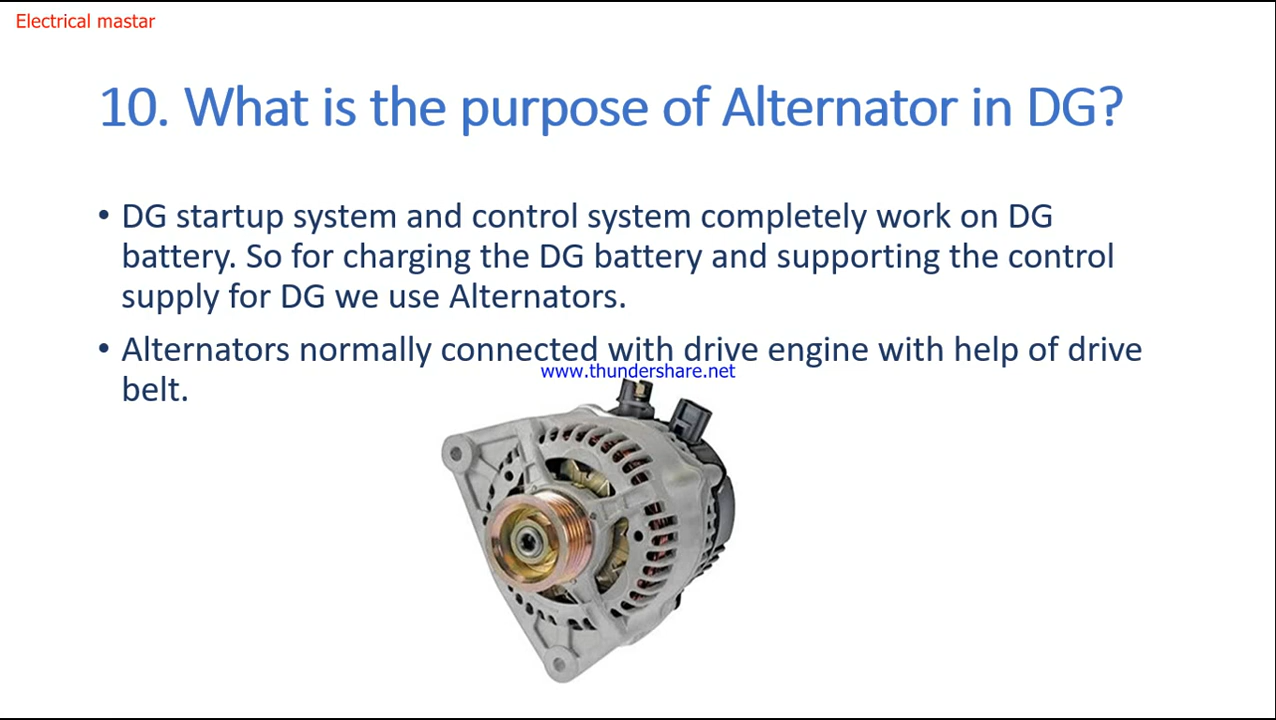 Electrical mastar
10. What is the purpose of Alternator in DG?
• DG startup system and control system completely work on DG
battery. So for charging the DG battery and supporting the control
supply for DG we use Alternators.
• Alternators normally connected with drive engine with help of drive
www.thundershare.net
belt.